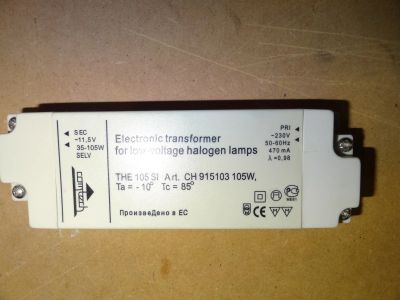 SEC
~11,5V
35-105W
SELV
Electronic transformer
for low-voltage halogen lamps
PRI
~230V
50-60Hz
470 mA
λ=0,98
THE 105 SI Art. CH 915103 105W,
Ta = - 10° Tc = 85°
Произведено в ЕС